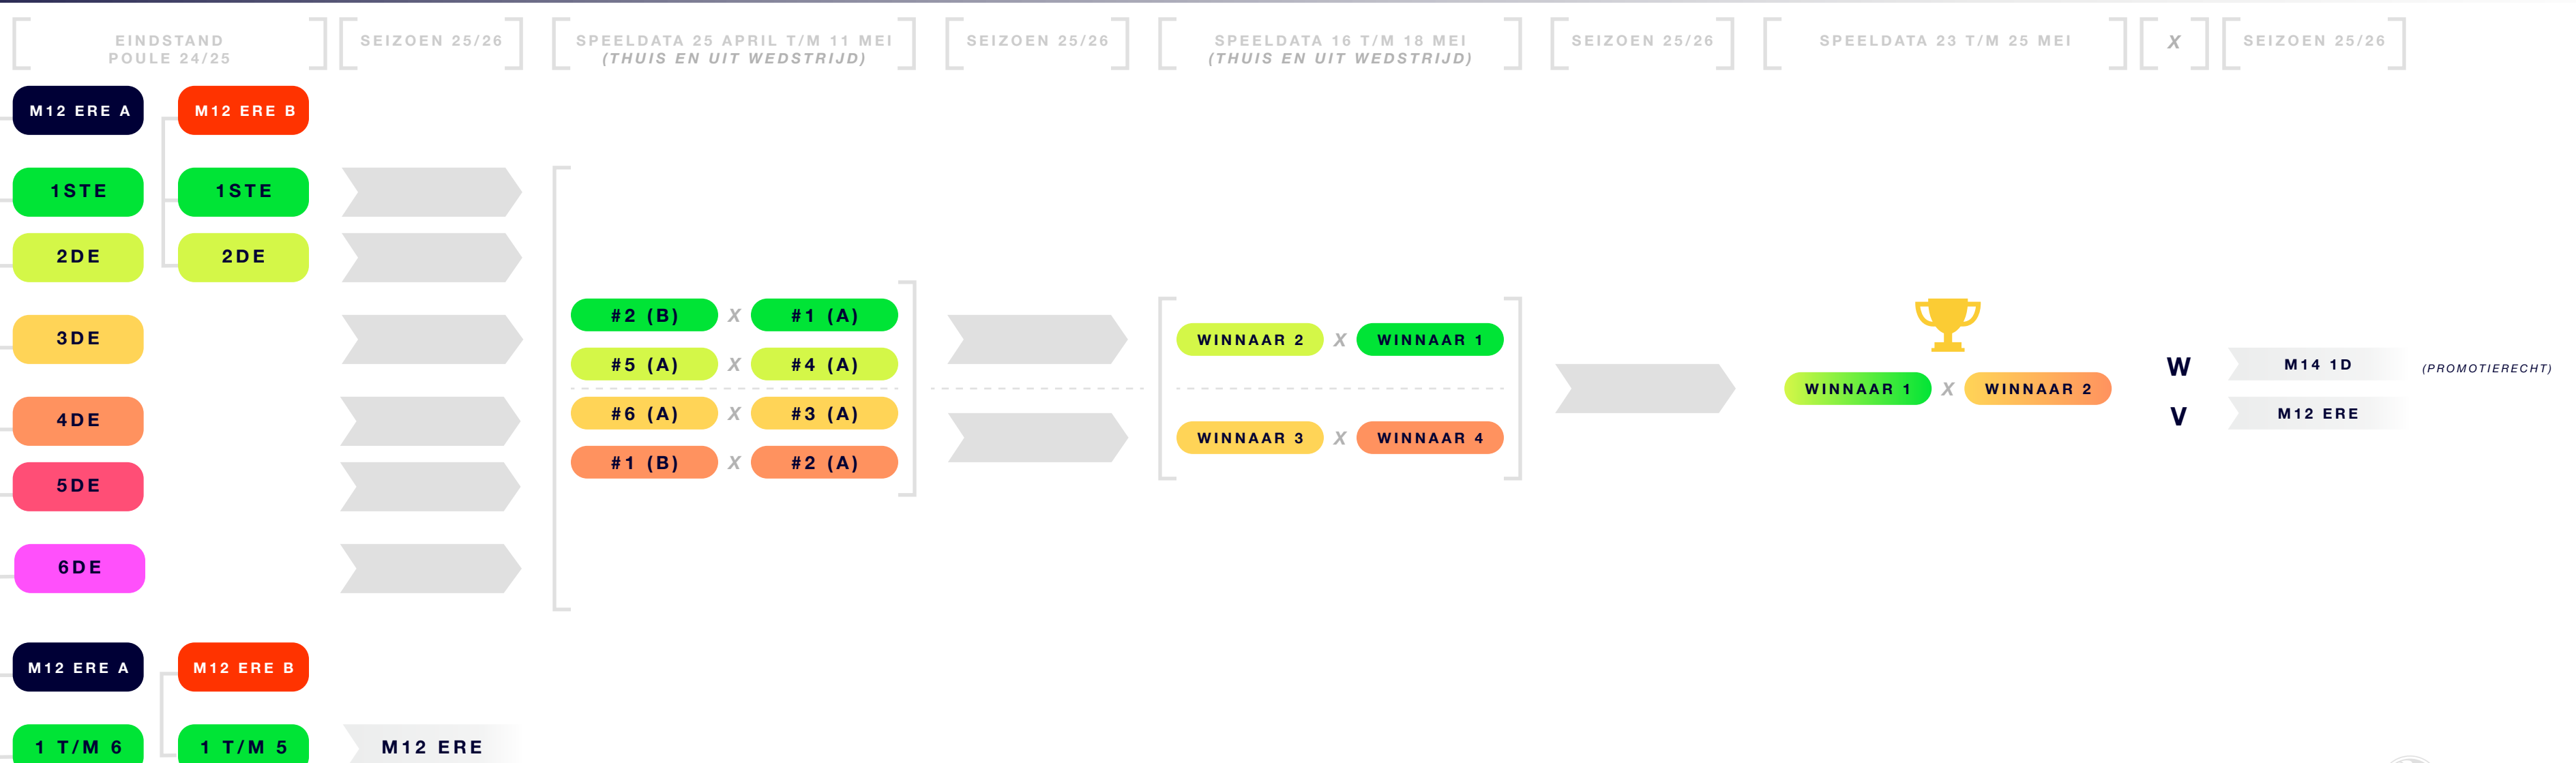 EINDSTAND
POULE 24/25
SEIZOEN 25/26
SPEELDATA 25 APRIL T/M 11 MEI
(THUIS EN UIT WEDSTRIJD)
SEIZOEN 25/26
SPEELDATA 16 T/M 18 MEI
(THUIS EN UIT WEDSTRIJD)
SEIZOEN 25/26
SPEELDATA 23 T/M 25 MEI
X
SEIZOEN 25/26
M12 ERE A
M12 ERE B
1STE
1STE
2DE
2DE
3DE
4DE
5DE
6DE
#2 (B) X #1 (A)
#5 (A) X #4 (A)
#6 (A) X #3 (A)
#1 (B) X #2 (A)
WINNAAR 2 X WINNAAR 1
WINNAAR 3 X WINNAAR 4
WINNAAR 1 X WINNAAR 2
W M14 1D (PROMOTIERECHT)
V M12 ERE
M12 ERE A
M12 ERE B
1 T/M 6
1 T/M 5
M12 ERE